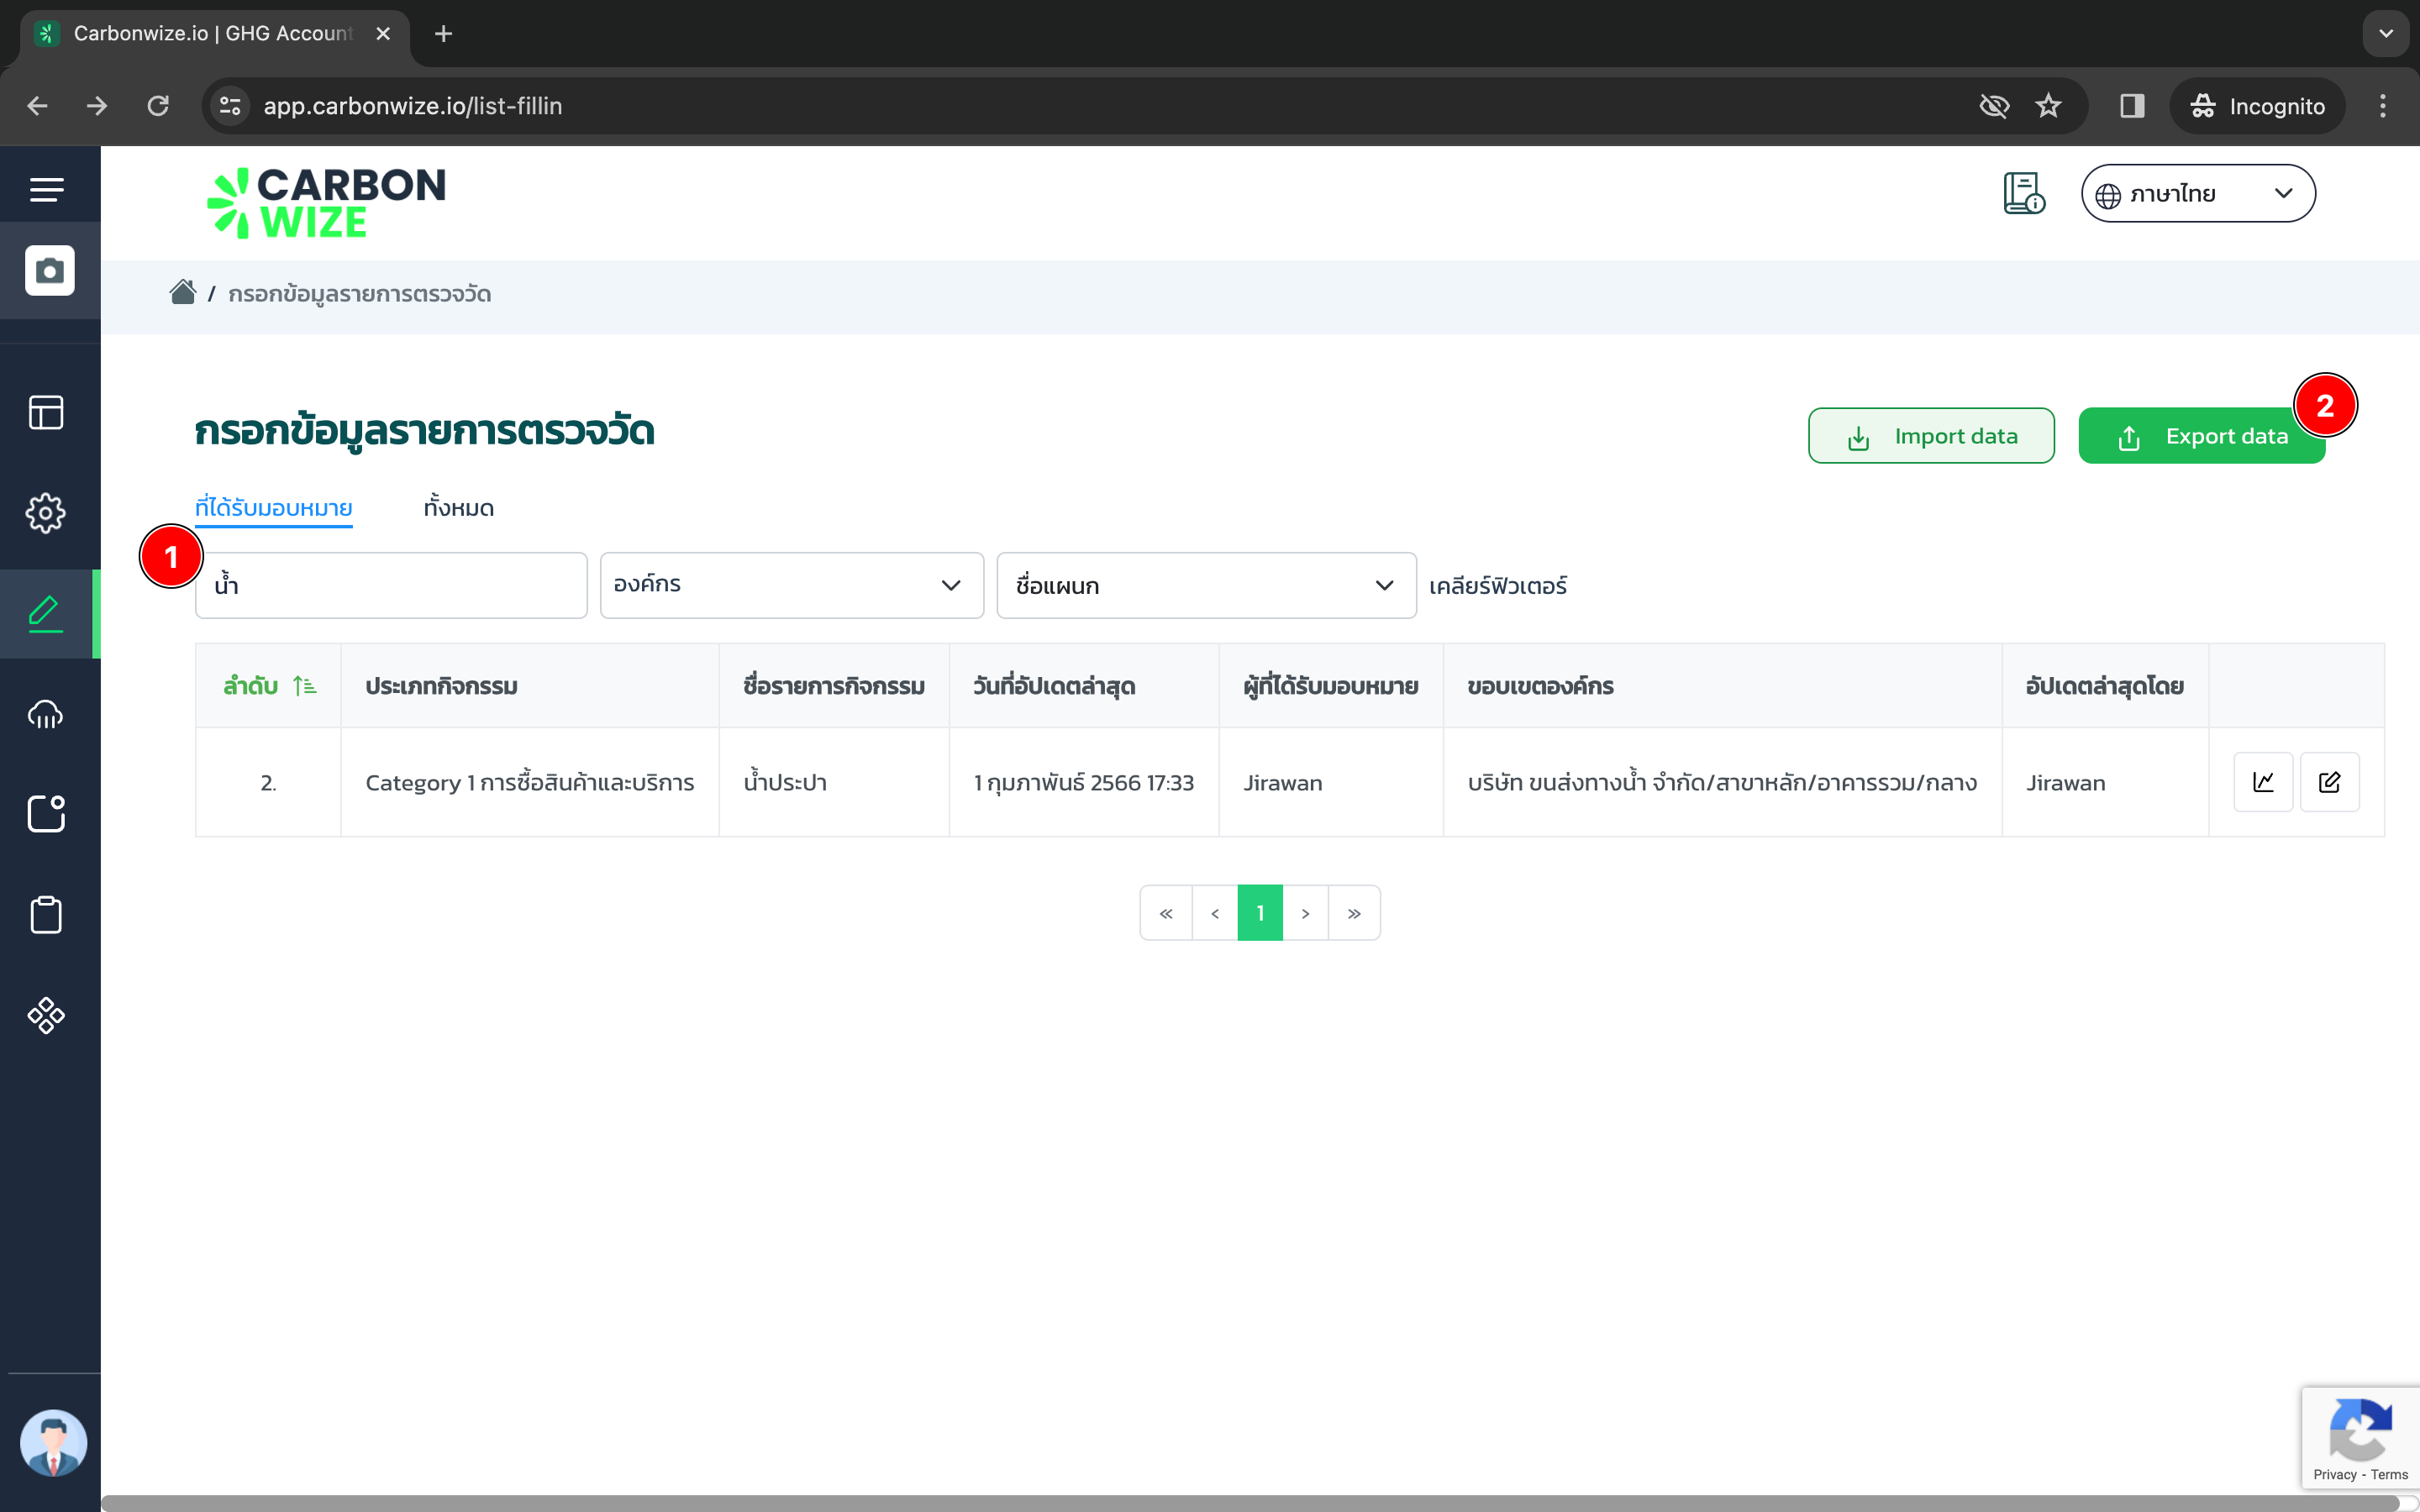 Carbonwize.io | GHG Account
app.carbonwize.io/list-fillin
Incognito
CARBON
WIZE
ภาษาไทย
/ กรอกข้อมูลรายการตรวจวัด
กรอกข้อมูลรายการตรวจวัด
Import data
Export data
2
ที่ได้รับมอบหมาย ทั้งหมด
1
น้ำ องค์กร ชื่อแผนก เคลียร์ฟิวเตอร์
ลำดับ ประเภทกิจกรรม ชื่อรายการกิจกรรม วันที่อัปเดตล่าสุด ผู้ที่ได้รับมอบหมาย ขอบเขตองค์กร อัปเดตล่าสุดโดย
2. Category 1 การซื้อสินค้าและบริการ น้ำประปา 1 กุมภาพันธ์ 2566 17:33 Jirawan บริษัท ขนส่งทางน้ำ จำกัด/สาขาหลัก/อาคารรวม/กลาง Jirawan
« < 1 > »
Privacy - Terms